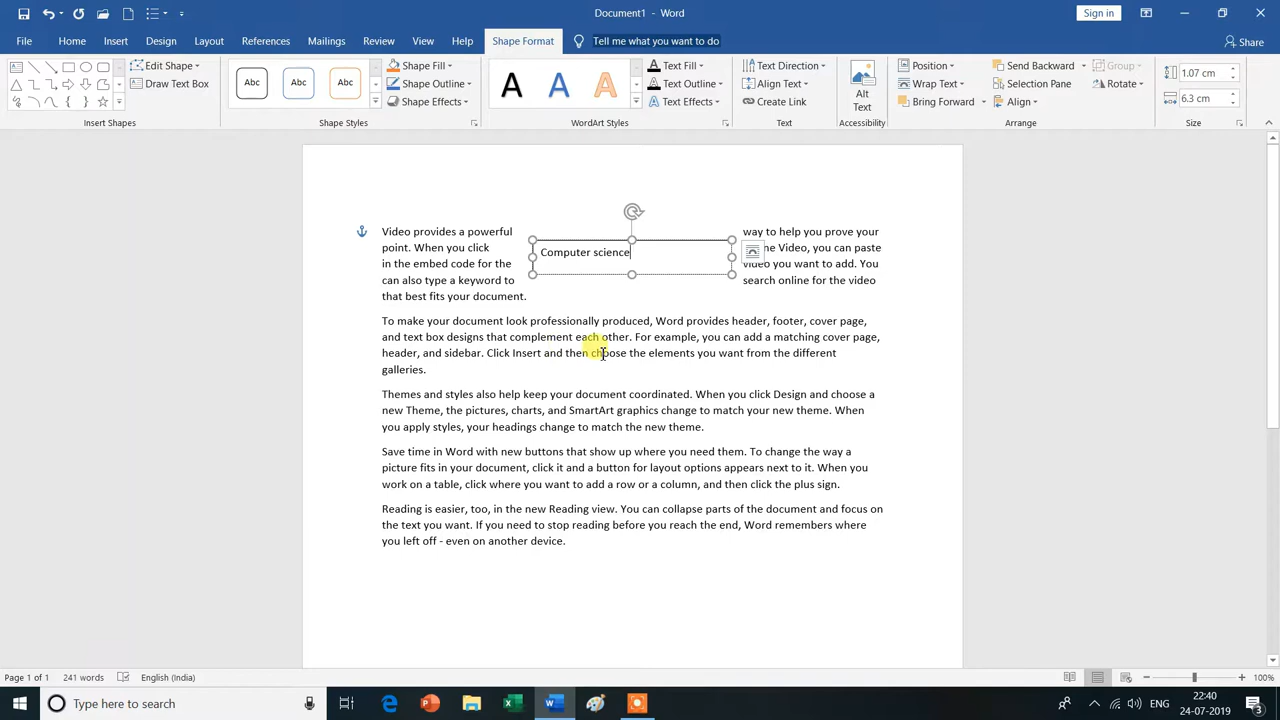 Document1 - Word
Sign in
File Home Insert Design Layout References Mailings Review View Help Shape Format Tell me what you want to do Share
Edit Shape
Draw Text Box
Insert Shapes
Abc Abc Abc
Shape Fill
Shape Outline
Shape Effects
Shape Styles
A A A
Text Fill
Text Outline
Text Effects
WordArt Styles
Text Direction
Align Text
Create Link
Text
Alt
Text
Accessibility
Position
Wrap Text
Bring Forward
Send Backward
Selection Pane
Align
Group
Rotate
Arrange
1.07 cm
6.3 cm
Size
Video provides a powerful way to help you prove your
point. When you click ne Video, you can paste
Computer science
in the embed code for the video you want to add. You
can also type a keyword to search online for the video
that best fits your document.
To make your document look professionally produced, Word provides header, footer, cover page,
and text box designs that complement each other. For example, you can add a matching cover page,
header, and sidebar. Click Insert and then choose the elements you want from the different
galleries.
Themes and styles also help keep your document coordinated. When you click Design and choose a
new Theme, the pictures, charts, and SmartArt graphics change to match your new theme. When
you apply styles, your headings change to match the new theme.
Save time in Word with new buttons that show up where you need them. To change the way a
picture fits in your document, click it and a button for layout options appears next to it. When you
work on a table, click where you want to add a row or a column, and then click the plus sign.
Reading is easier, too, in the new Reading view. You can collapse parts of the document and focus on
the text you want. If you need to stop reading before you reach the end, Word remembers where
you left off - even on another device.
Page 1 of 1 241 words English (India) 100%
Type here to search
ENG
22:40
24-07-2019
3